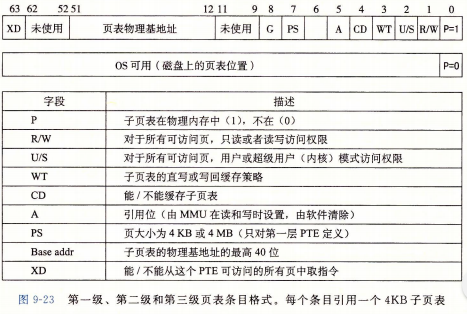 63 62 52 51 12 11 9 8 7 6 5 4 3 2 1 0
XD 未使用 页表物理基地址 未使用 G PS A CD WT U/S R/W P=1
OS 可用（磁盘上的页表位置） P=0
字段 描述
P 子页表在物理内存中（1），不在（0）
R/W 对于所有可访问页，只读或者读写访问权限
U/S 对于所有可访问页，用户或超级用户（内核）模式访问权限
WT 子页表的直写或写回缓存策略
CD 能 / 不能缓存子页表
A 引用位（由 MMU 在读和写时设置，由软件清除）
PS 页大小为 4 KB 或 4 MB（只对第一层 PTE 定义）
Base addr 子页表的物理基地址的最高 40 位
XD 能 / 不能从这个 PTE 可访问的所有页中取指令
图 9-23 第一级、第二级和第三级页表条目格式。每个条目引用一个 4KB 子页表